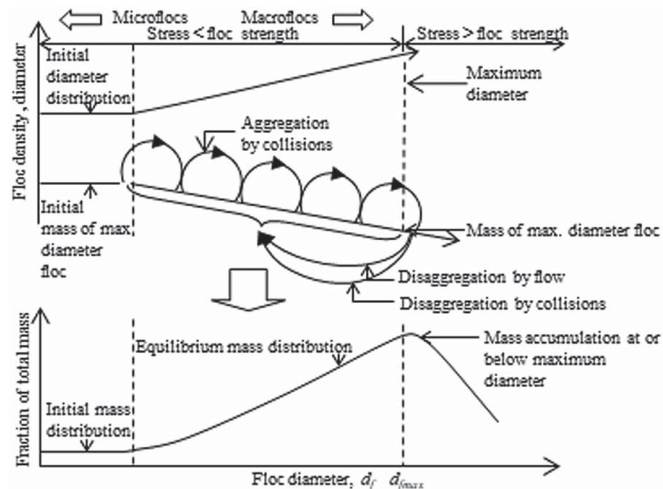 Microflocs Macroflocs
Stress < floc strength Stress > floc strength
Floc density, diameter
Initial
diameter
distribution
Maximum
diameter
Aggregation
by collisions
Initial
mass of max.
diameter
floc
Mass of max. diameter floc
Disaggregation by flow
Disaggregation by collisions
Fraction of total mass
Equilibrium mass distribution
Mass accumulation at or
below maximum
diameter
Initial mass
distribution
Floc diameter, df dfmax